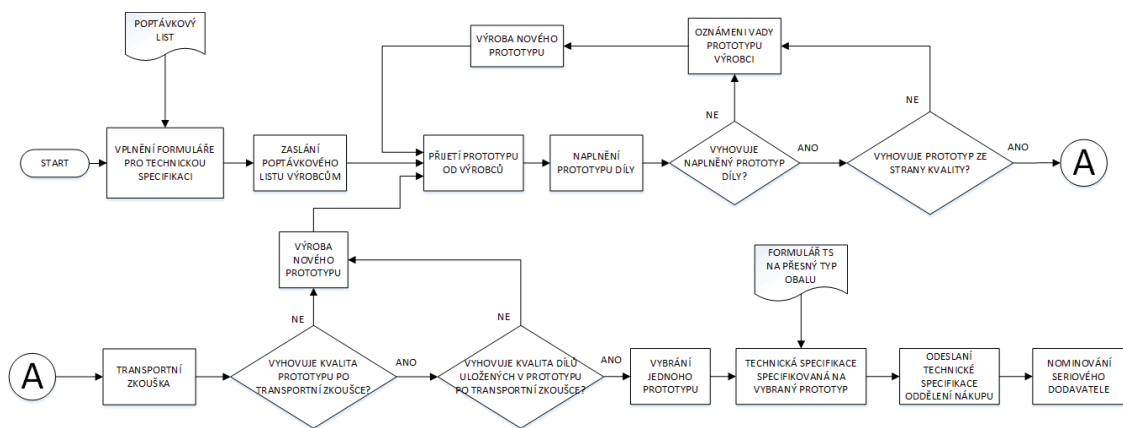 POPTÁVKOVÝ
LIST
VÝROBA NOVÉHO
PROTOTYPU
OZNÁMENI VADY
PROTOTYPU
VÝROBCI
NE
NE
START
VPLNĚNÍ FORMULÁŘE
PRO TECHNICKOU
SPECIFIKACI
ZASLÁNÍ
POPTÁVKOVÉHO
LISTU VÝROBCŮM
PŘIJETÍ PROTOTYPU
OD VÝROBCŮ
NAPLNĚNÍ
PROTOTYPU DÍLY
VYHOVUJE
NAPLNĚNÝ PROTOTYP
DÍLY?
ANO
VYHOVUJE PROTOTYP ZE
STRANY KVALITY?
ANO
A
VÝROBA
NOVÉHO
PROTOTYPU
FORMULÁŘ TS
NA PŘESNÝ TYP
OBALU
NE
NE
A
TRANSPORTNÍ
ZKOUŠKA
VYHOVUJE KVALITA
PROTOTYPU PO
TRANSPORTNÍ ZKOUŠCE?
ANO
VYHOVUJE KVALITA DÍLŮ
ULOŽENÝCH V PROTOTYPU
PO TRANSPORTNÍ ZKOUŠCE?
ANO
VYBRÁNÍ
JEDNOHO
PROTOTYPU
TECHNICKÁ SPECIFIKACE
SPECIFIKOVANÁ NA
VYBRANÝ PROTOTYP
ODESLANÍ
TECHNICKÉ
SPECIFIKACE
ODDĚLENÍ NÁKUPU
NOMINOVÁNÍ
SERIOVÉHO
DODAVATELE